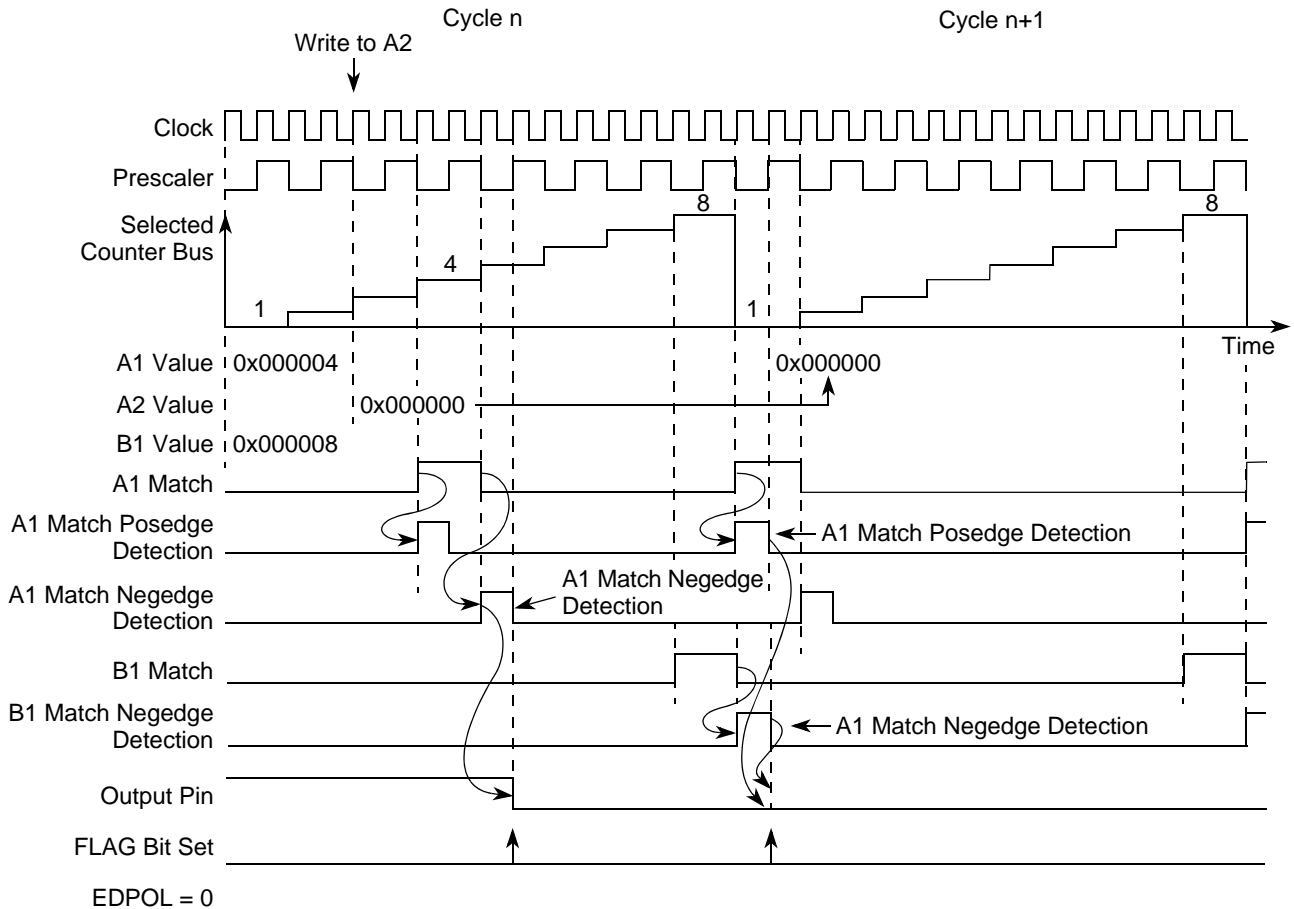 Cycle n
Cycle n+1
Write to A2
Clock
Prescaler
8
8
Selected
Counter Bus
4
1
1
Time
A1 Value
0x000004
0x000000
A2 Value
0x000000
B1 Value
0x000008
A1 Match
A1 Match Posedge
Detection
A1 Match Posedge Detection
A1 Match Negedge
Detection
A1 Match Negedge
Detection
B1 Match
B1 Match Negedge
Detection
A1 Match Negedge Detection
Output Pin
FLAG Bit Set
EDPOL = 0